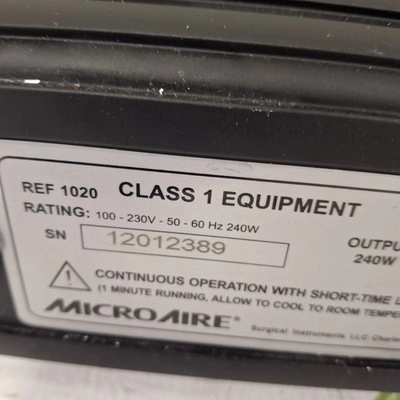 REF 1020 CLASS 1 EQUIPMENT
RATING: 100 - 230V - 50 - 60 Hz 240W
OUTPU
SN 12012389
240W
CONTINUOUS OPERATION WITH SHORT-TIME
(1 MINUTE RUNNING, ALLOW TO COOL TO ROOM TEMPE
MICROAIRE® Surgical Instruments LLC Charl